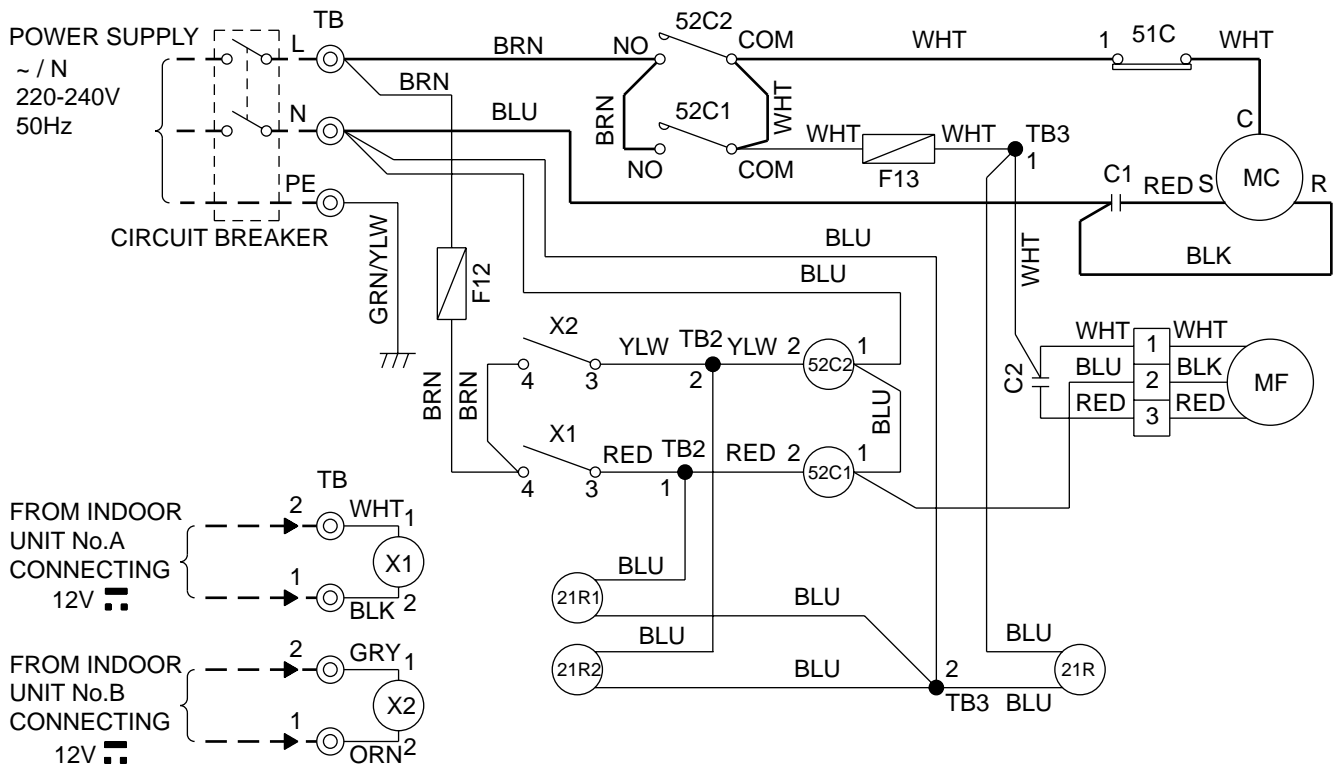 POWER SUPPLY
~ / N
220-240V
50Hz
TB
L
N
PE
CIRCUIT BREAKER
BRN
BRN
BLU
GRN/YLW
F12
BRN
BRN
NO
52C2
COM
BRN
52C1
WHT
NO
COM
WHT
1
51C
WHT
WHT
F13
WHT
TB3
1
C
MC
C1
RED
S
R
BLK
BLU
BLU
WHT
X2
4
3
YLW
TB2
2
YLW
2
52C2
1
BLU
X1
4
3
RED
TB2
1
RED
2
52C1
1
C2
WHT
1
WHT
BLU
2
BLK
RED
3
RED
MF
FROM INDOOR
UNIT No.A
CONNECTING
12V
TB
2
WHT
1
X1
1
BLK
2
FROM INDOOR
UNIT No.B
CONNECTING
12V
2
GRY
1
X2
1
ORN
2
BLU
21R1
BLU
BLU
21R2
BLU
2
TB3
BLU
BLU
21R